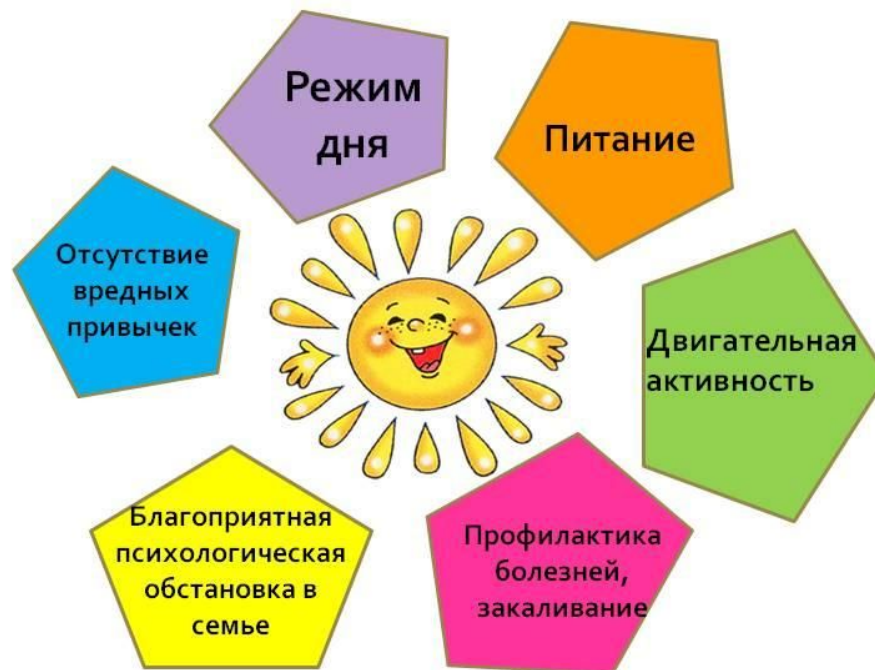 Режим
дня
Питание
Отсутствие
вредных
привычек
Двигательная
активность
Благоприятная
психологическая
обстановка в
семье
Профилактика
болезней,
закаливание